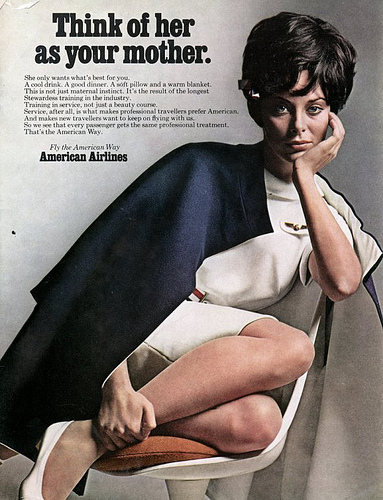 Think of her
as your mother.
She only wants what's best for you.
A cool drink. A good dinner. A soft pillow and a warm blanket.
This is not just maternal instinct. It's the result of the longest
Stewardess training in the industry.
Training in service, not just a beauty course.
Service, after all, is what makes professional travellers prefer American.
And makes new travellers want to keep on flying with us.
So we see that every passenger gets the same professional treatment.
That's the American Way.
Fly the American Way
American Airlines